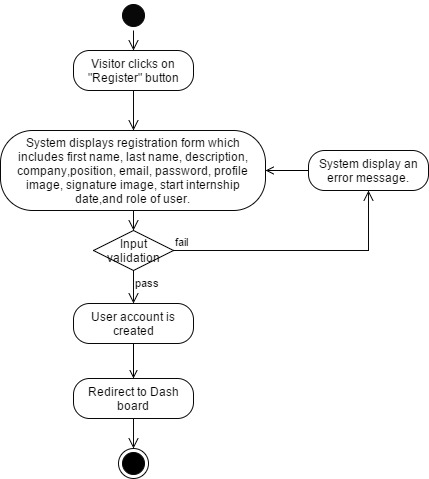 Visitor clicks on
"Register" button
System displays registration form which
includes first name, last name, description,
company,position, email, password, profile
image, signature image, start internship
date,and role of user.
System display an
error message.
Input
validation
fail
pass
User account is
created
Redirect to Dash
board